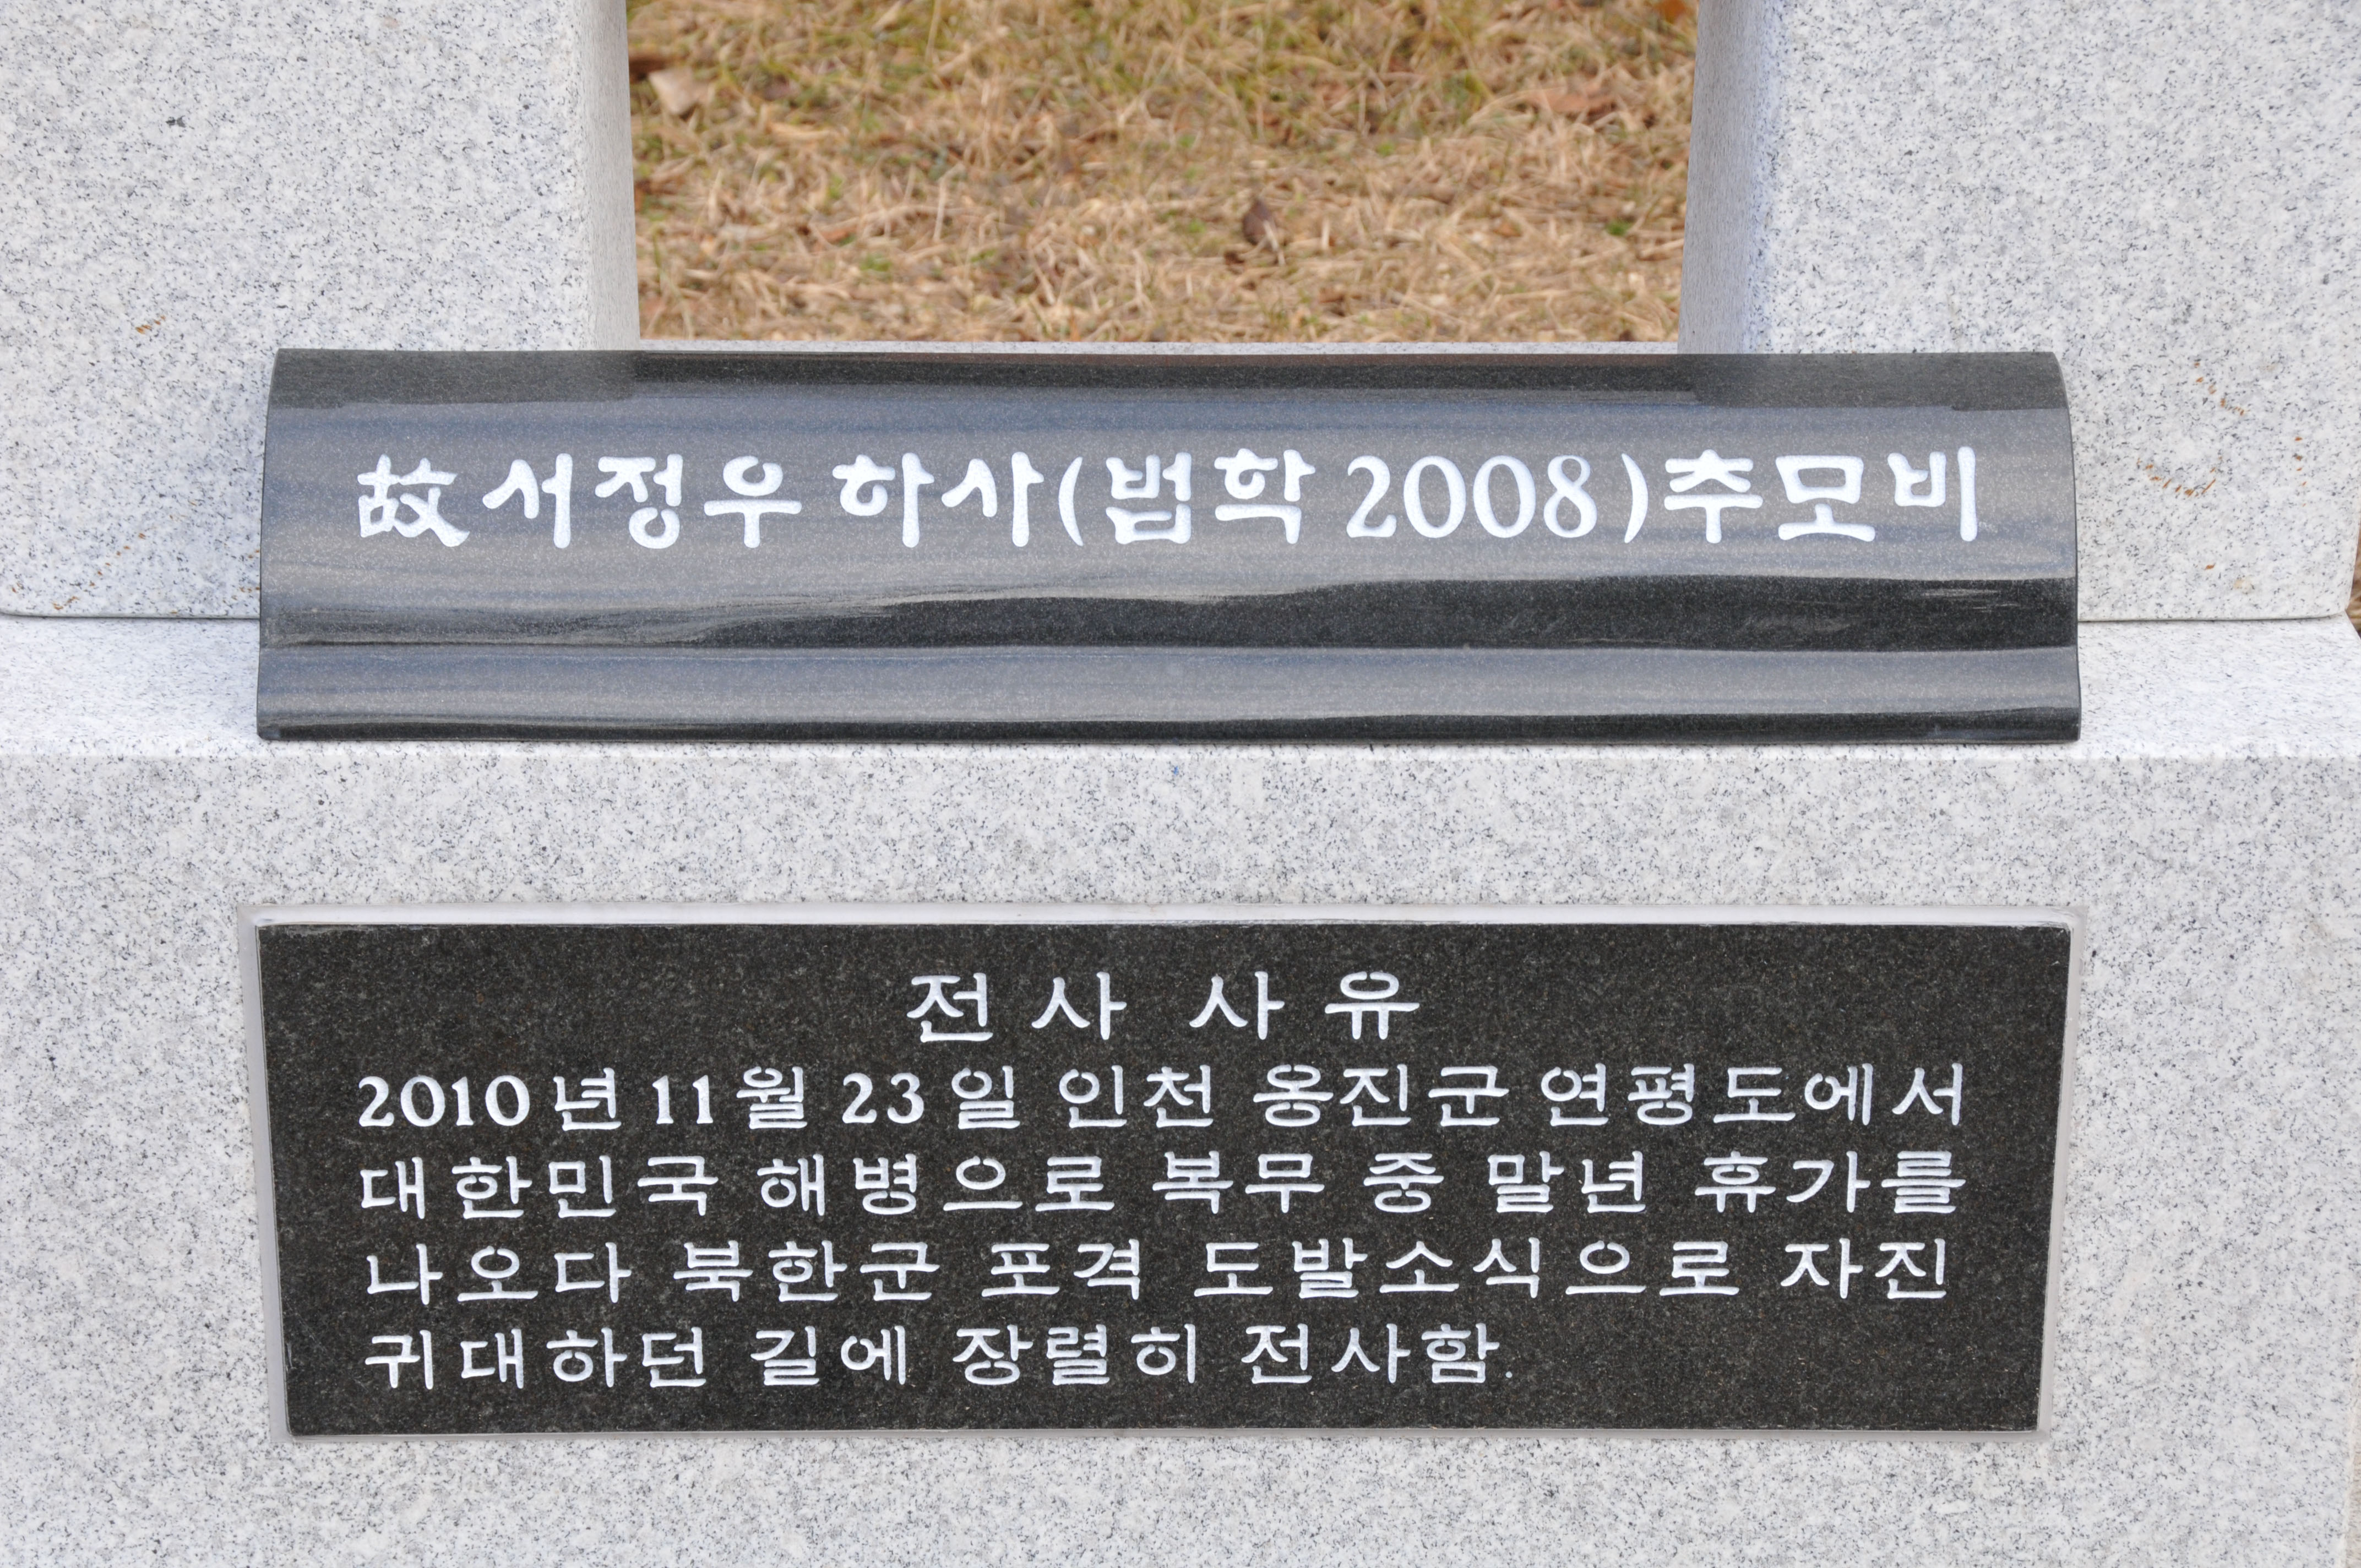 故서정우 하사(법학 2008)추모비
전사 사유
2010년 11월 23일 인천 옹진군 연평도에서
대한민국 해병으로 복무 중 말년 휴가를
나오다 북한군 포격 도발소식으로 자진
귀대하던 길에 장렬히 전사함.